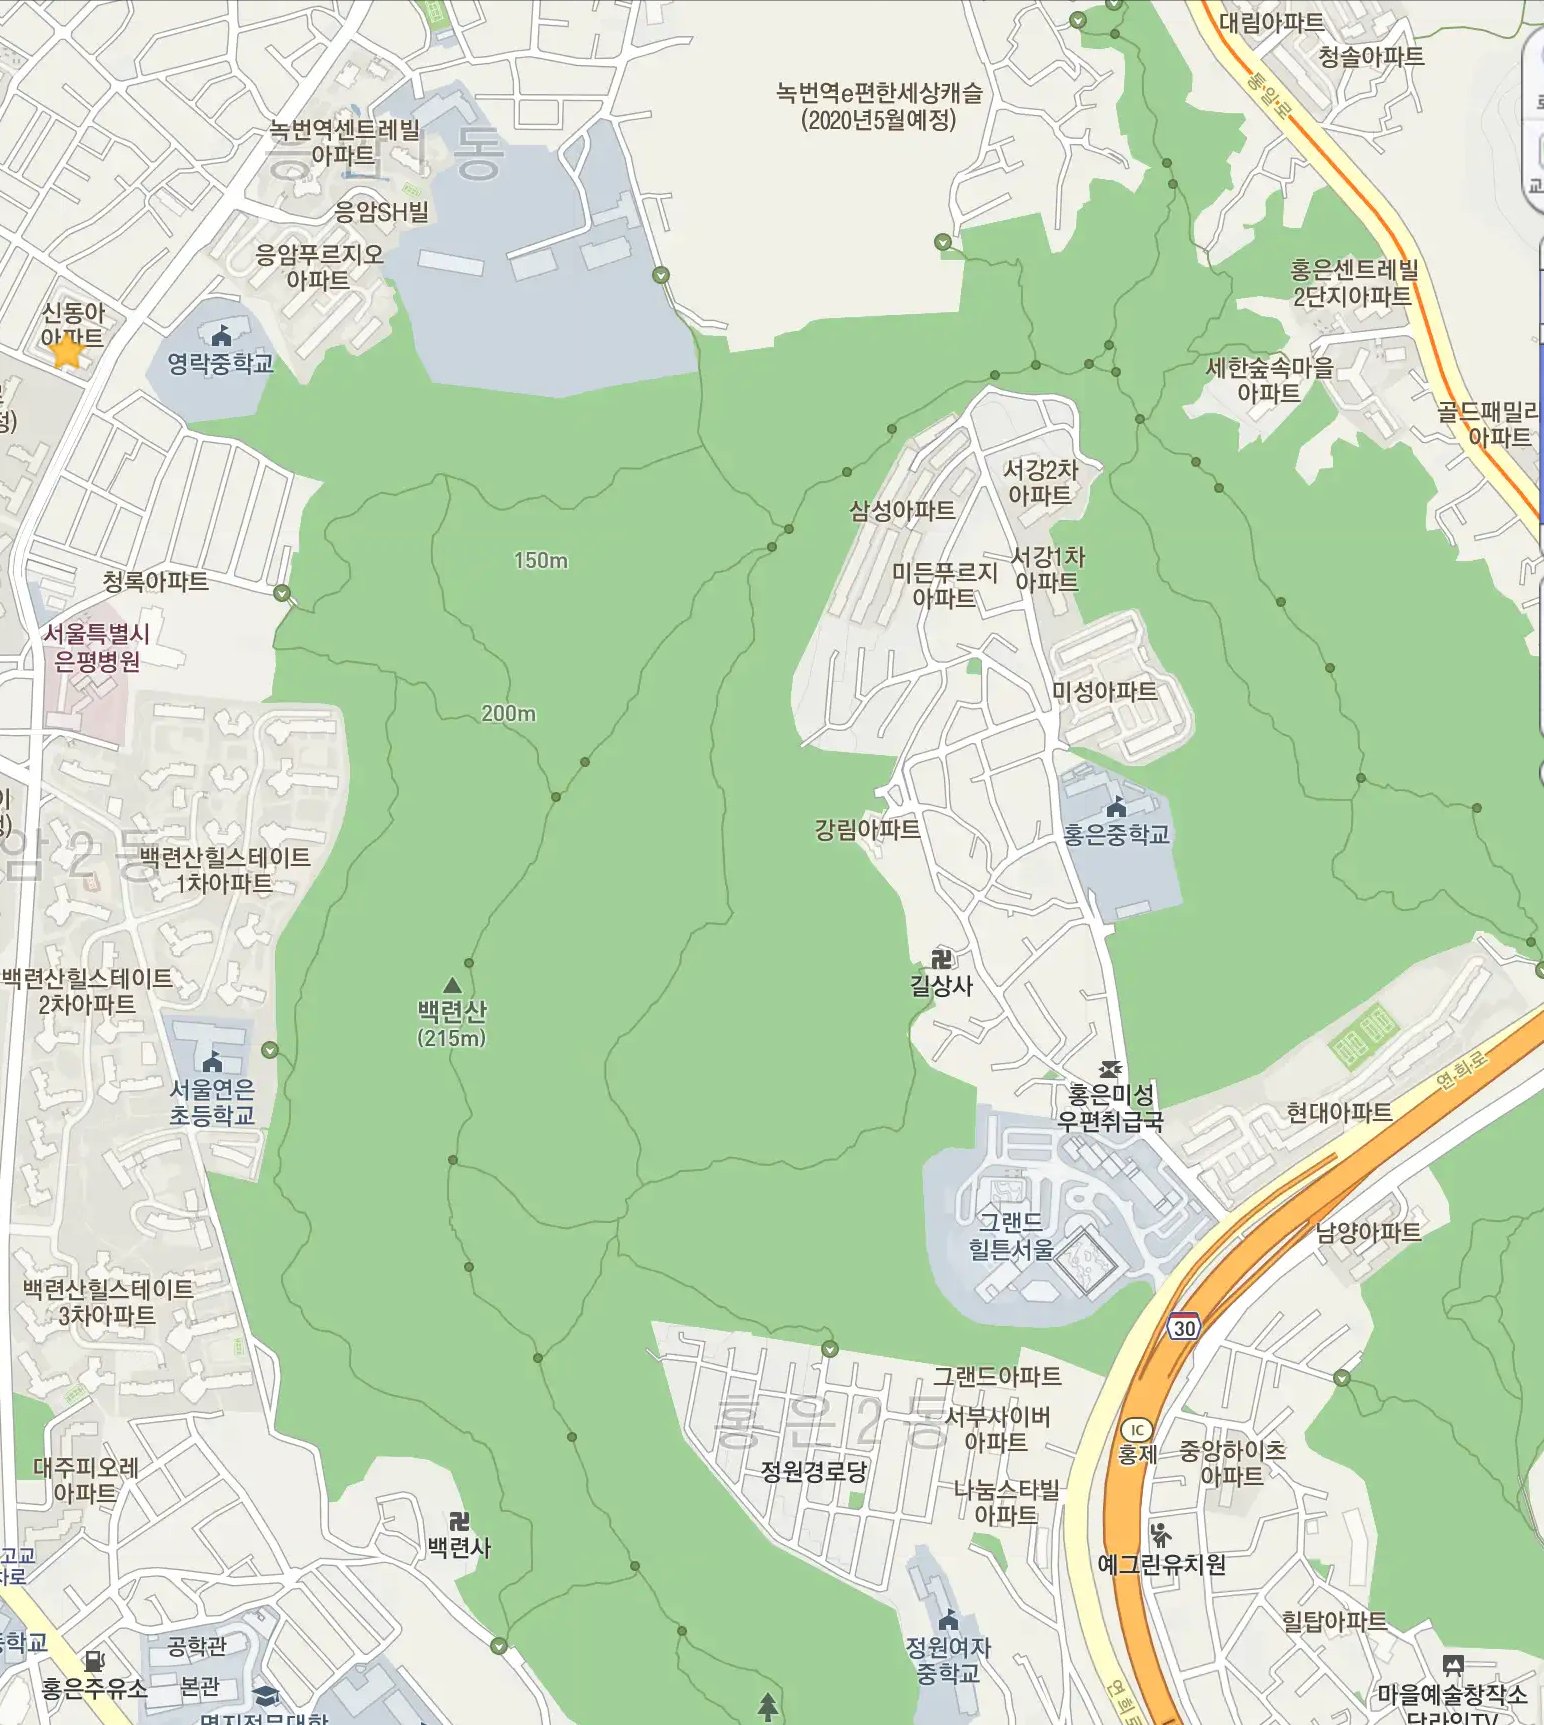 대림아파트
청솔아파트
통일로
녹번역e편한세상캐슬
(2020년5월예정)
녹번역센트레빌
아파트
동
응암SH빌
응암푸르지오
아파트
신동아
아파트
영락중학교
홍은센트레빌
2단지아파트
세한숲속마을
아파트
골드패밀리
아파트
서강2차
아파트
삼성아파트
서강1차
아파트
미든푸르지
아파트
150m
청록아파트
서울특별시
은평병원
200m
미성아파트
강림아파트
홍은중학교
암2동
백련산힐스테이트
1차아파트
백련산힐스테이트
2차아파트
길상사
백련산
(215m)
서울연은
초등학교
홍은미성
우편취급국
연희로
현대아파트
그랜드
힐튼서울
남양아파트
백련산힐스테이트
3차아파트
30
그랜드아파트
홍은2동
서부사이버
아파트
IC
홍제
중앙하이츠
아파트
정원경로당
나눔스타빌
아파트
대주피오레
아파트
백련사
예그린유치원
고교
힐탑아파트
정원여자
중학교
등학교
공학관
본관
홍은주유소
명지전문대학
마을예술창작소
연희로